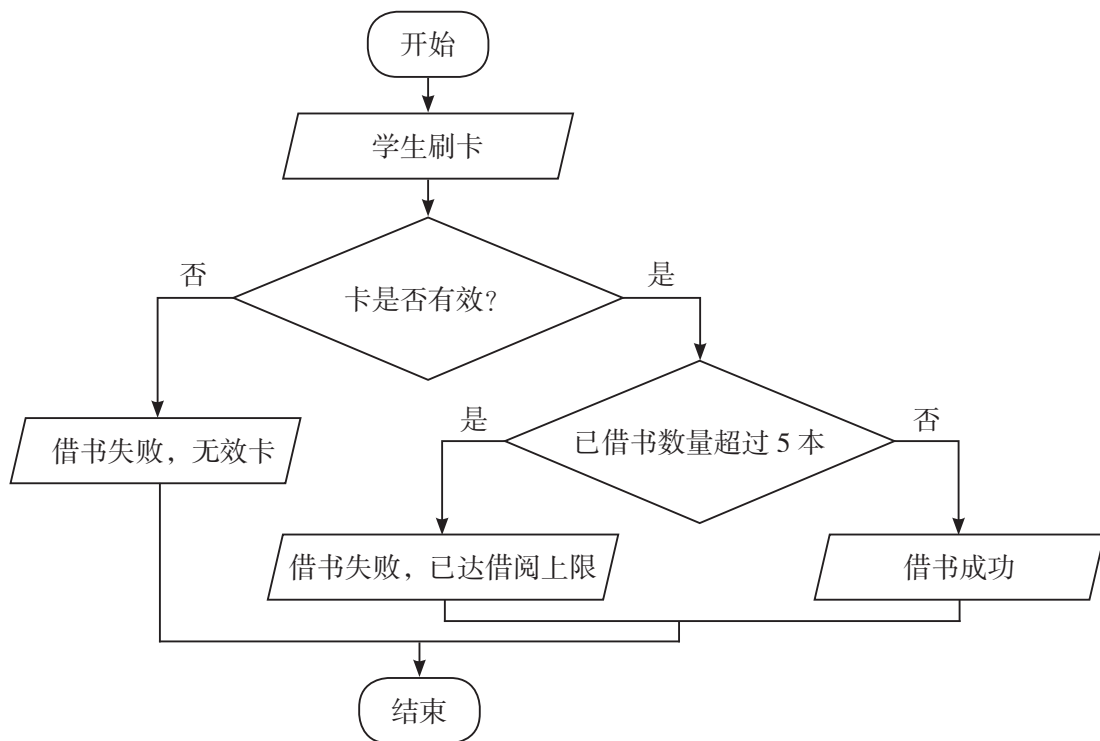 开始
学生刷卡
卡是否有效?
否
是
借书失败，无效卡
已借书数量超过 5 本
是
否
借书失败，已达借阅上限
借书成功
结束